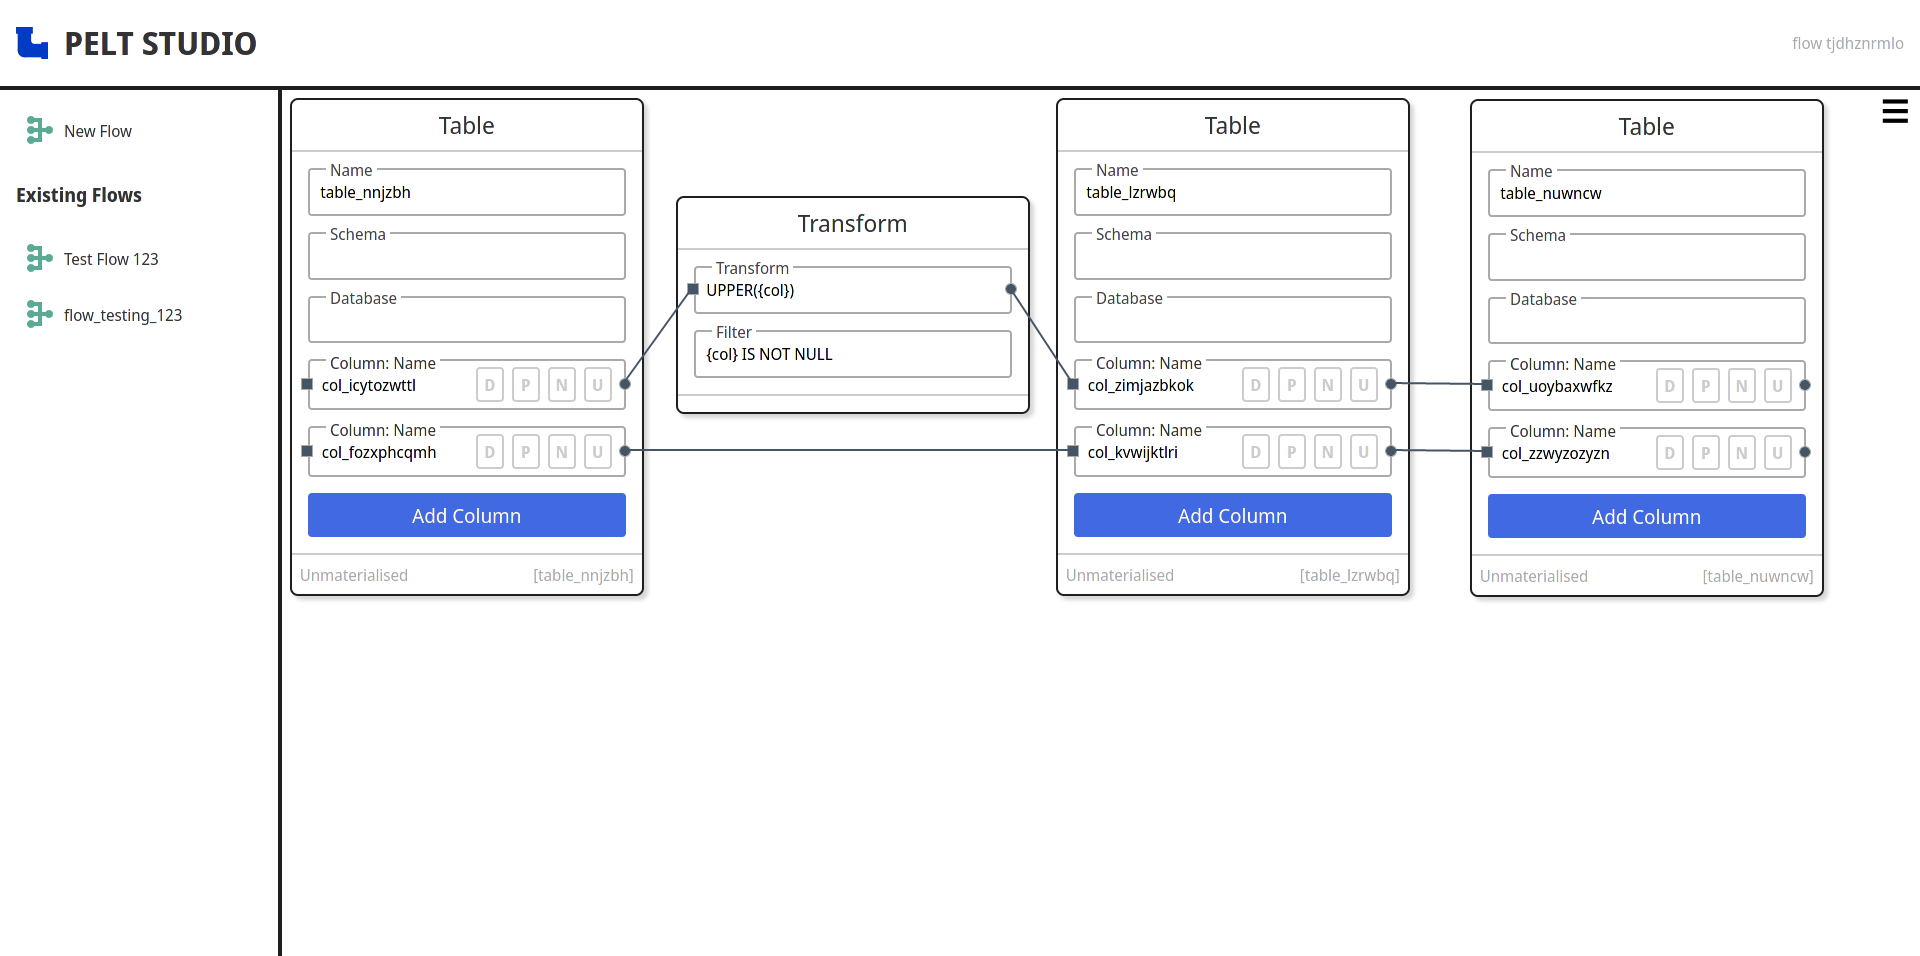 PELT STUDIO
flow tjdhznrmlo
New Flow
Existing Flows
Test Flow 123
flow_testing_123
Table
Name
table_nnjzbh
Schema
Database
Column: Name
col_icytozwttl D P N U
Column: Name
col_fozxphcqmh D P N U
Add Column
Unmaterialised [table_nnjzbh]
Transform
Transform
UPPER({col})
Filter
{col} IS NOT NULL
Table
Name
table_lzrwbq
Schema
Database
Column: Name
col_zimjazbkok D P N U
Column: Name
col_kvwijktlri D P N U
Add Column
Unmaterialised [table_lzrwbq]
Table
Name
table_nuwncw
Schema
Database
Column: Name
col_uoybaxwfkz D P N U
Column: Name
col_zzwyzozyzn D P N U
Add Column
Unmaterialised [table_nuwncw]